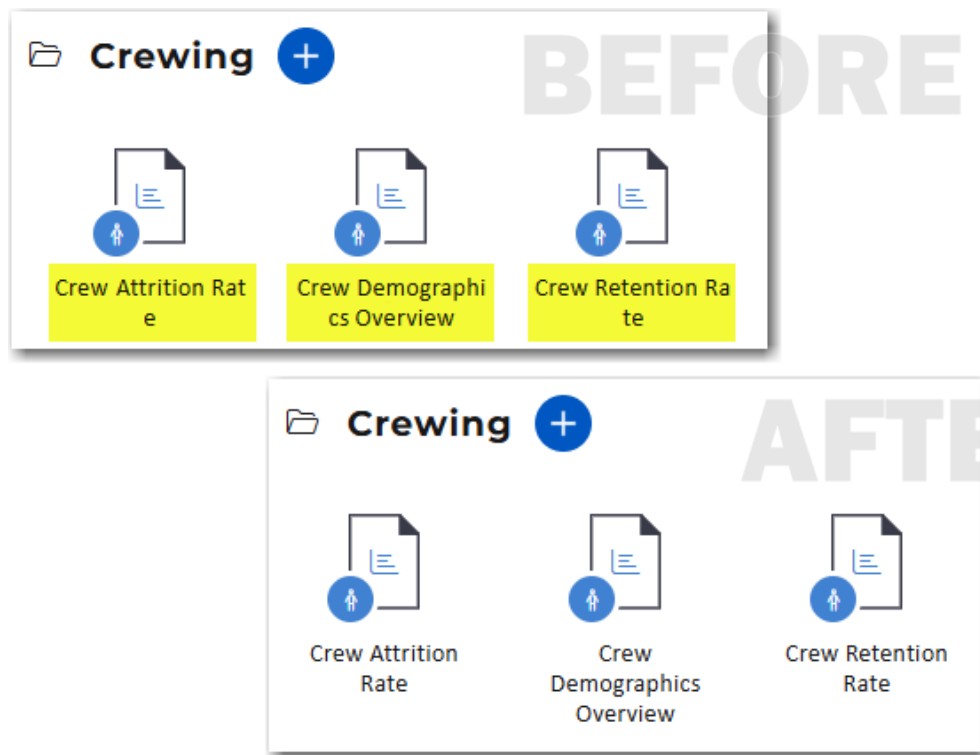 Crewing
BEFORE
Crew Attrition Rat
e
Crew Demographi
cs Overview
Crew Retention Ra
te
Crewing
AFTE
Crew Attrition
Rate
Crew
Demographics
Overview
Crew Retention
Rate